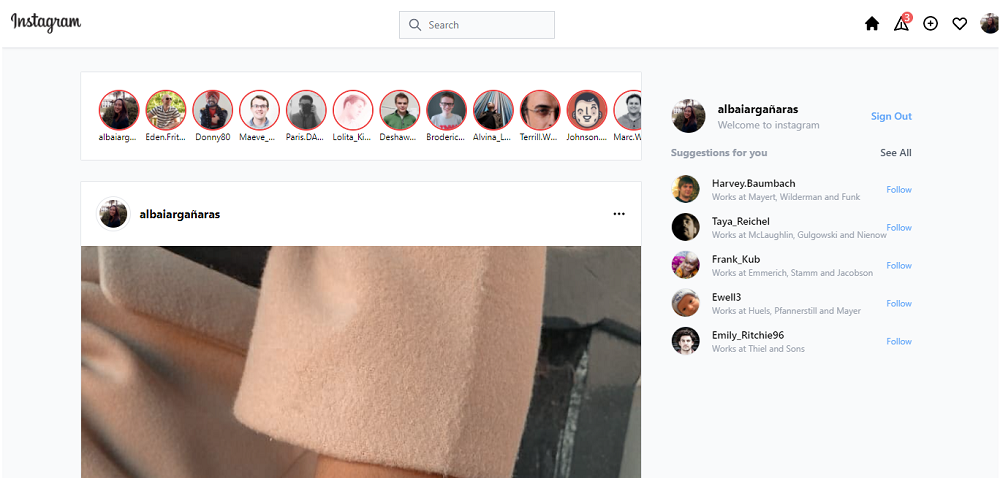 Instagram
Search
3
albaiarg...
Eden.Frit...
Donny80
Maeve_...
Paris.DA...
Lolita_Ki...
Deshaw...
Broderic...
Alvina_L...
Terrill.W...
Johnson....
Marc.W
albaiargañaras
Welcome to instagram
Sign Out
Suggestions for you
See All
Harvey.Baumbach
Works at Mayert, Wilderman and Funk
Follow
Taya_Reichel
Works at McLaughlin, Gulgowski and Nienow
Follow
Frank_Kub
Works at Emmerich, Stamm and Jacobson
Follow
Ewell3
Works at Huels, Pfannerstill and Mayer
Follow
Emily_Ritchie96
Works at Thiel and Sons
Follow
albaiargañaras